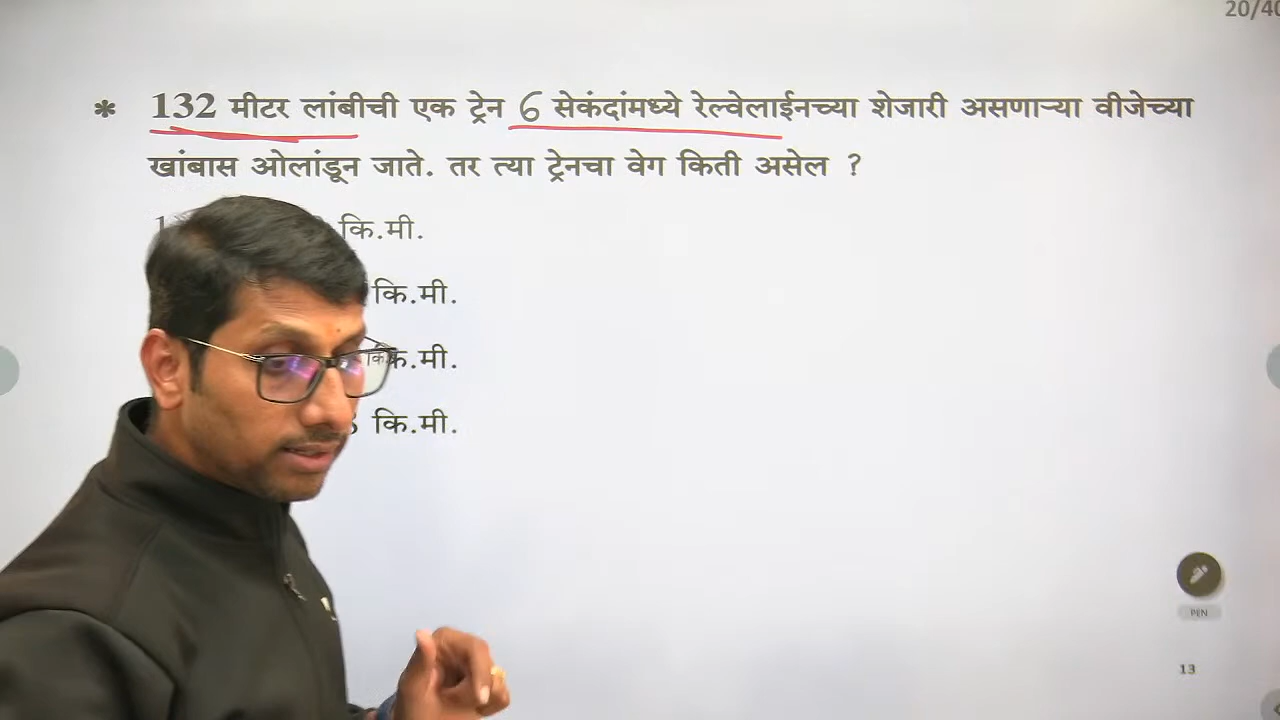 20/40
* 132 मीटर लांबीची एक ट्रेन 6 सेकंदांमध्ये रेल्वेलाईनच्या शेजारी असणाऱ्या वीजेच्या
खांबास ओलांडून जाते. तर त्या ट्रेनचा वेग किती असेल ?
कि.मी.
कि.मी.
कि.मी.
कि.मी.
PEN
13